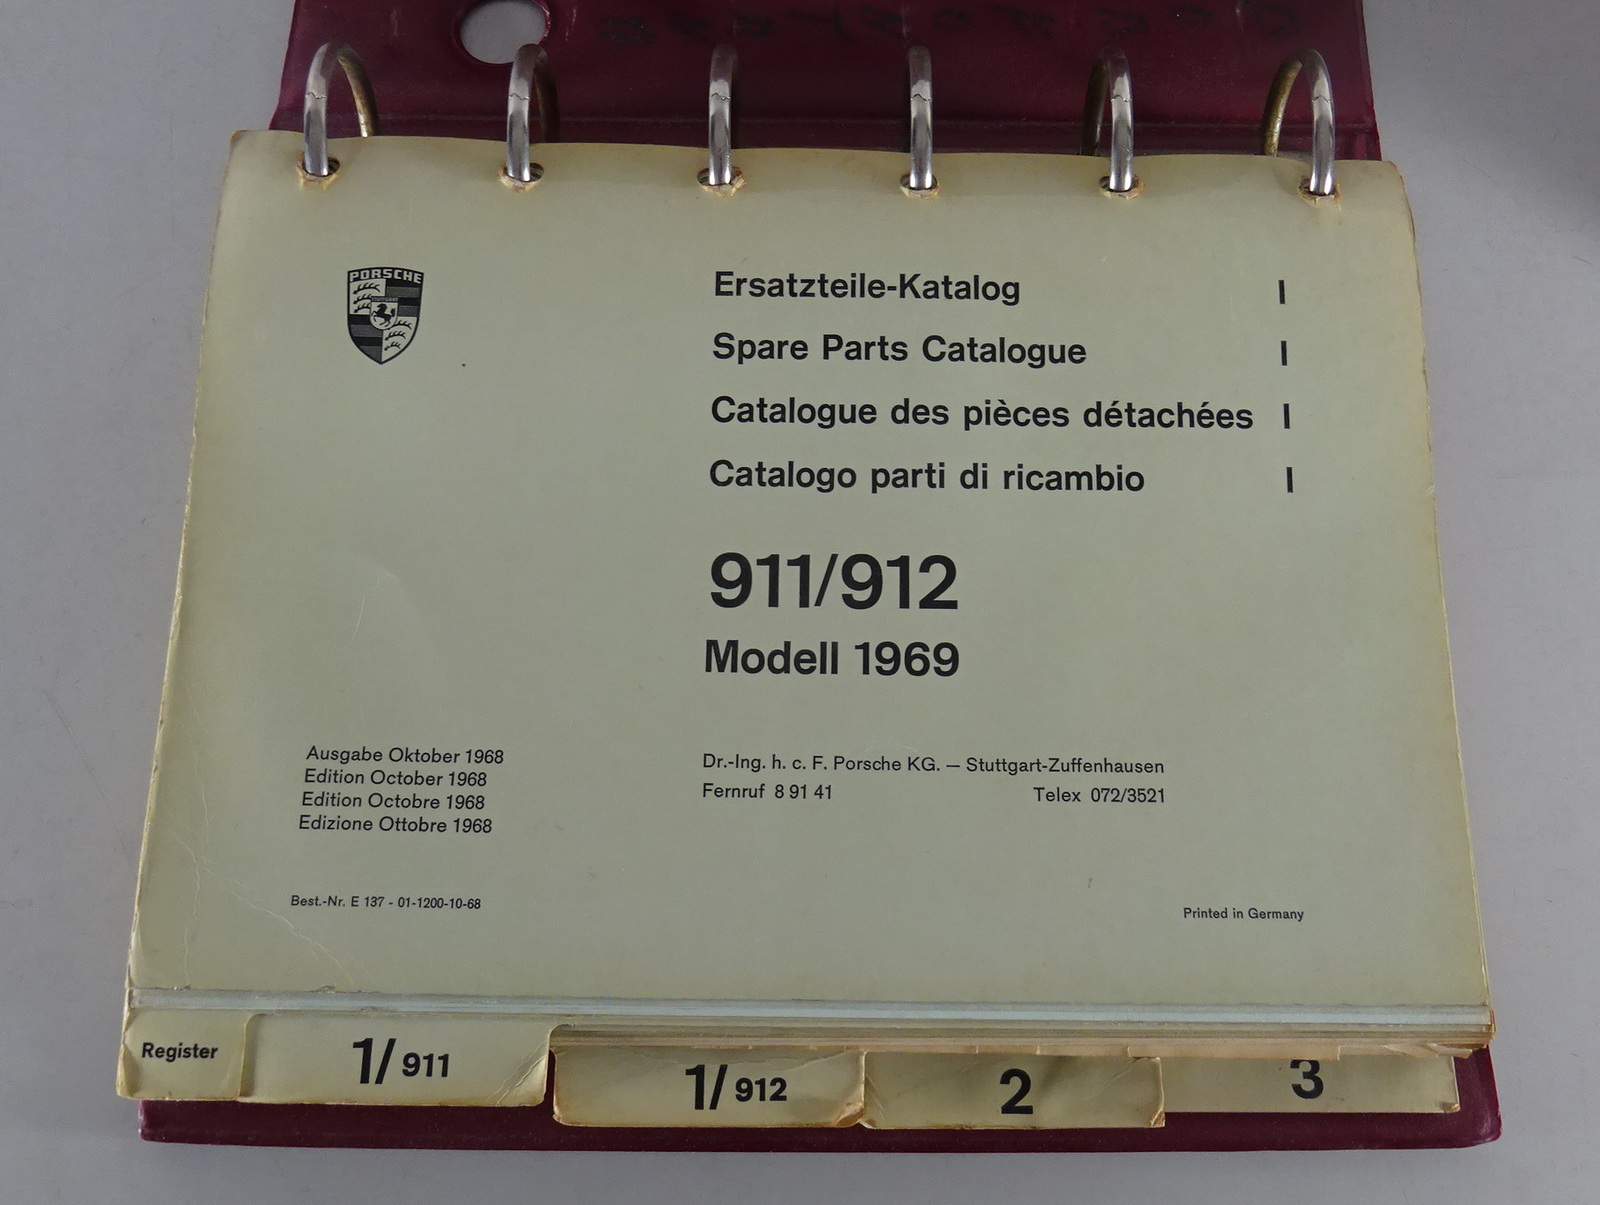 PORSCHE
STUTTGART
Ersatzteile-Katalog I
Spare Parts Catalogue I
Catalogue des pièces détachées I
Catalogo parti di ricambio I
911/912
Modell 1969
Ausgabe Oktober 1968
Edition October 1968
Edition Octobre 1968
Edizione Ottobre 1968
Dr.-Ing. h. c. F. Porsche KG. — Stuttgart-Zuffenhausen
Fernruf 8 91 41 Telex 072/3521
Best.-Nr. E 137 - 01-1200-10-68
Printed in Germany
Register
1/911
1/912
2
3